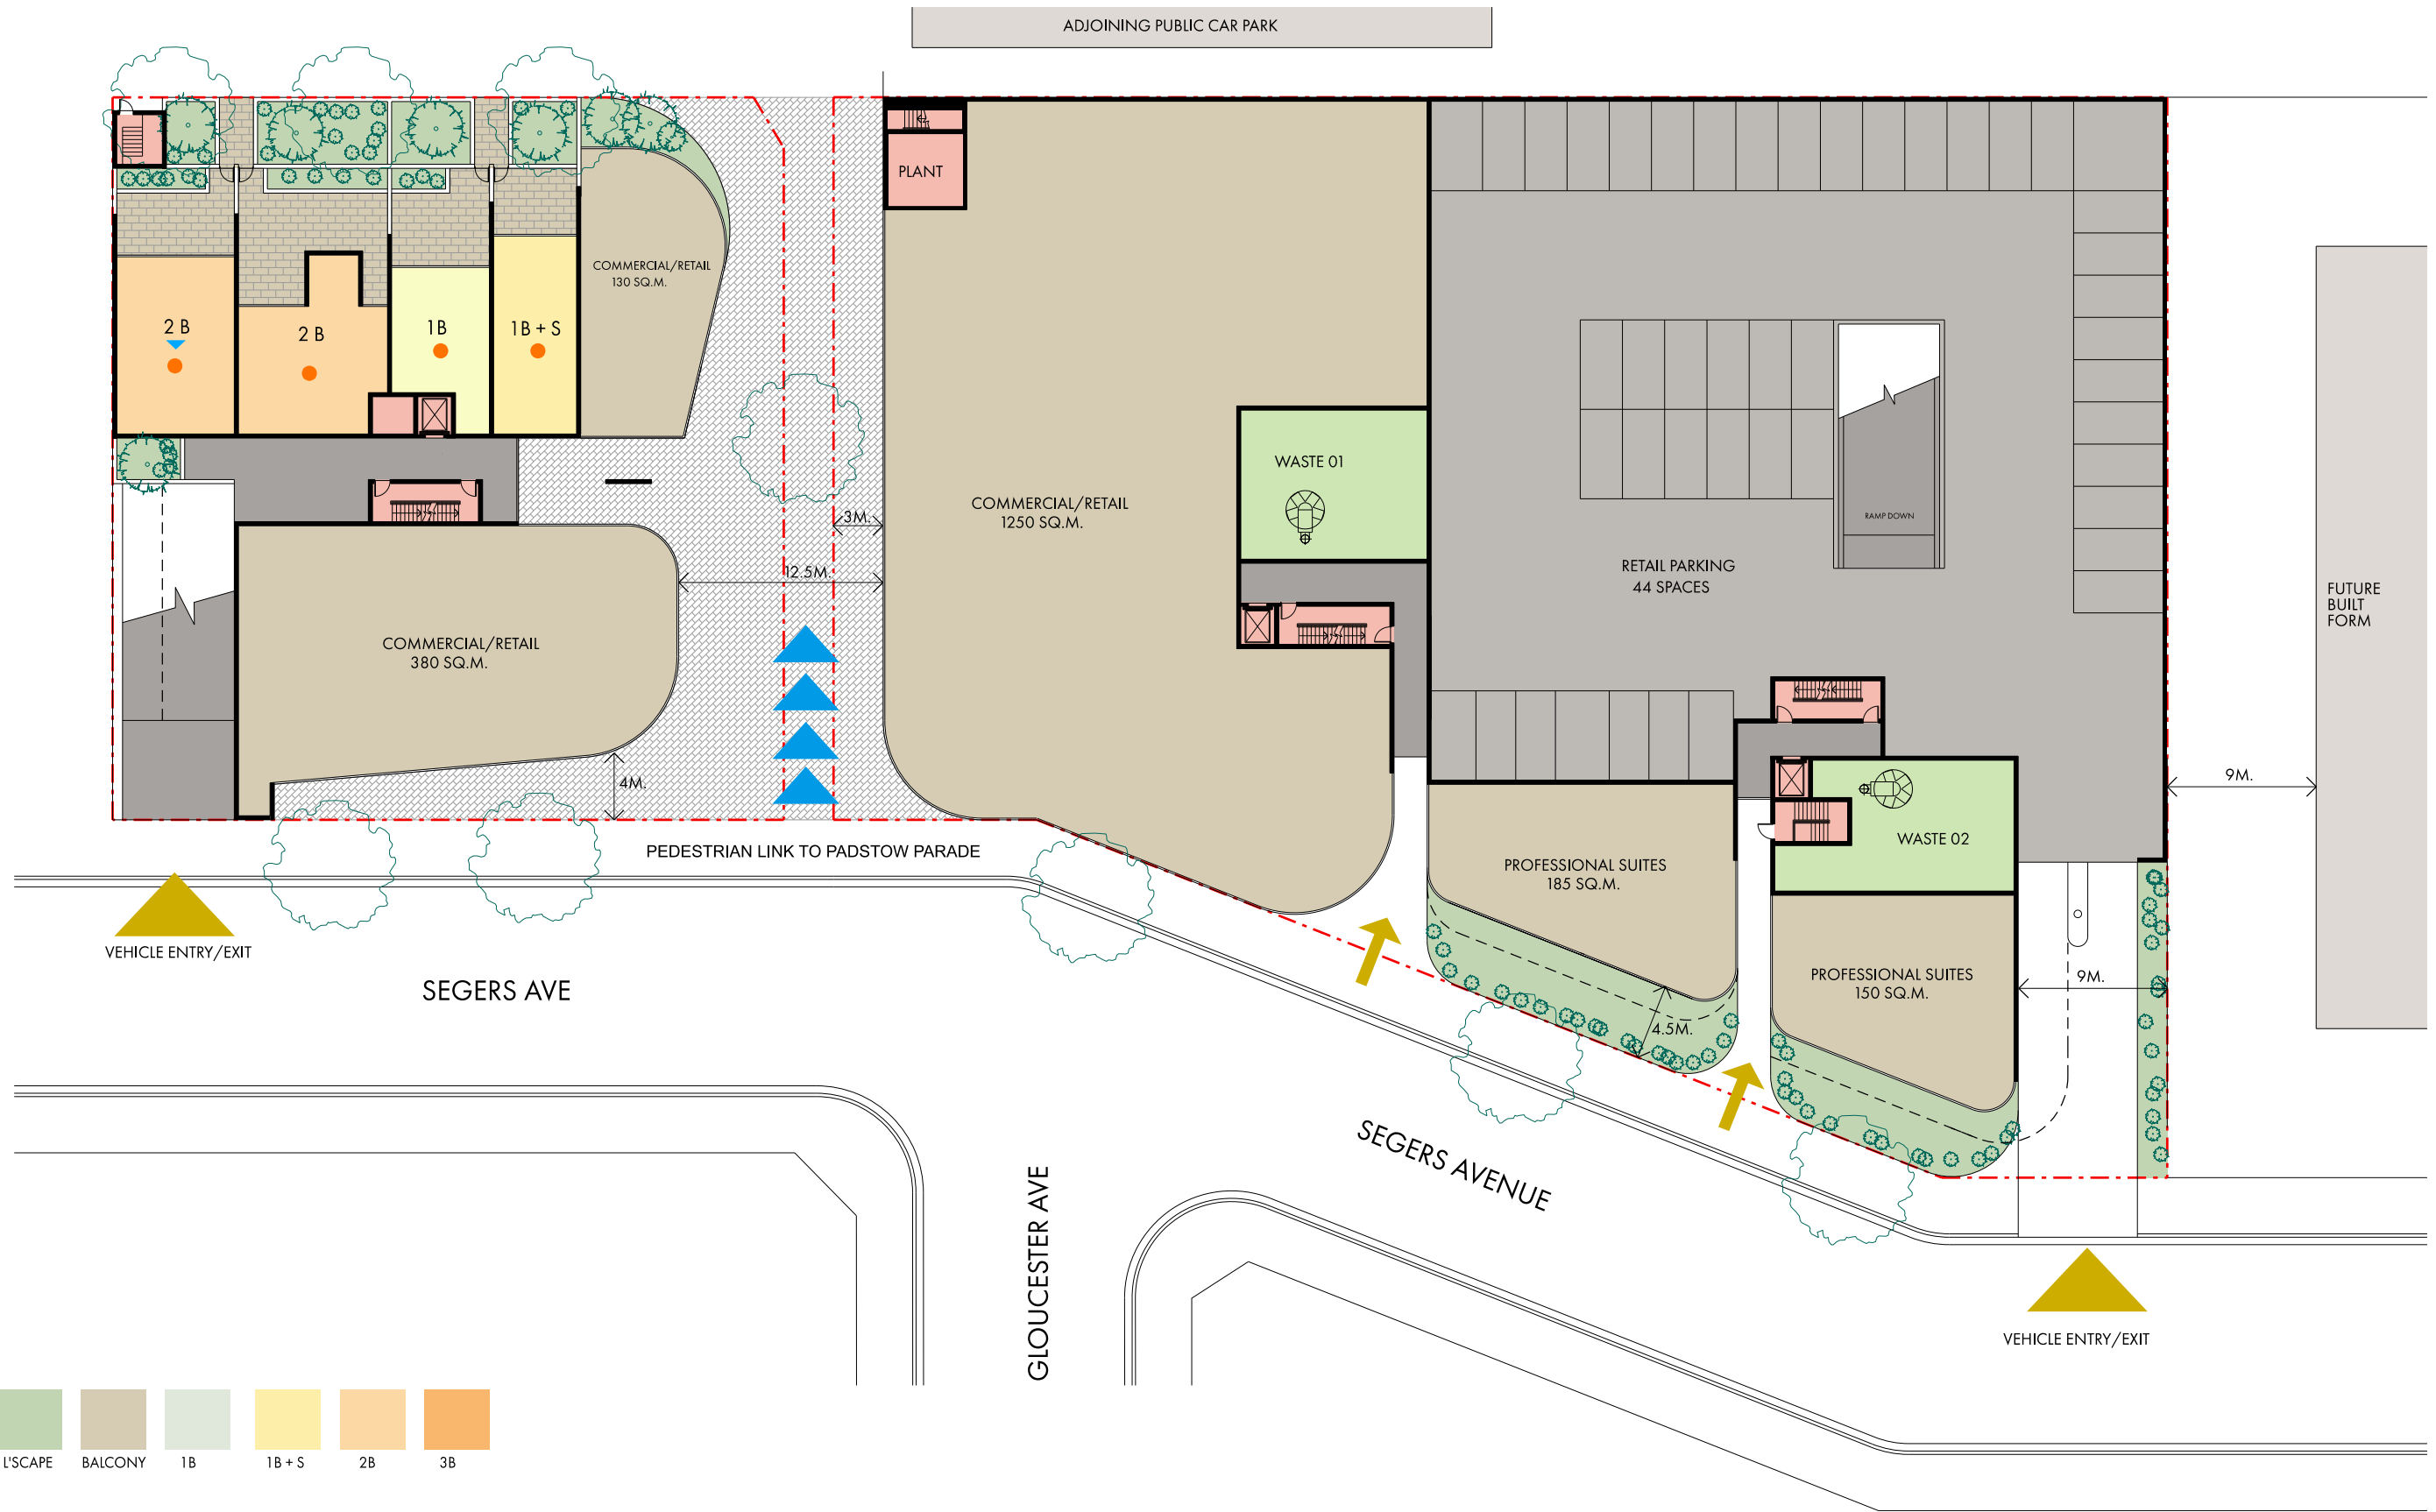 ADJOINING PUBLIC CAR PARK
PLANT
COMMERCIAL/RETAIL
130 SQ.M.
2 B
2 B
1B
1B + S
WASTE 01
COMMERCIAL/RETAIL
1250 SQ.M.
3M.
RAMP DOWN
12.5M.
RETAIL PARKING
44 SPACES
FUTURE
BUILT
FORM
COMMERCIAL/RETAIL
380 SQ.M.
4M.
9M.
WASTE 02
PEDESTRIAN LINK TO PADSTOW PARADE
PROFESSIONAL SUITES
185 SQ.M.
VEHICLE ENTRY/EXIT
SEGERS AVE
PROFESSIONAL SUITES
150 SQ.M.
9M.
4.5M.
SEGERS AVENUE
GLOUCESTER AVE
VEHICLE ENTRY/EXIT
L'SCAPE
BALCONY
1B
1B + S
2B
3B